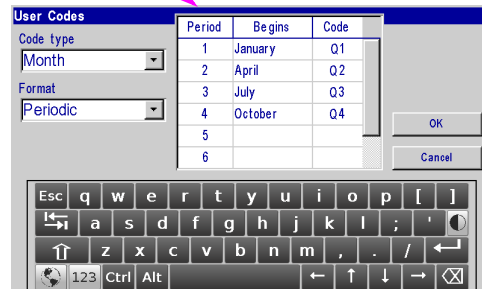 User Codes
Code type
Month
Format
Periodic
Period Begins Code
1 January Q1
2 April Q2
3 July Q3
4 October Q4
5
6
OK
Cancel
Esc q w e r t y u i o p [ ]
a s d f g h j k l ; '
z x c v b n m , . /
123 Ctrl Alt